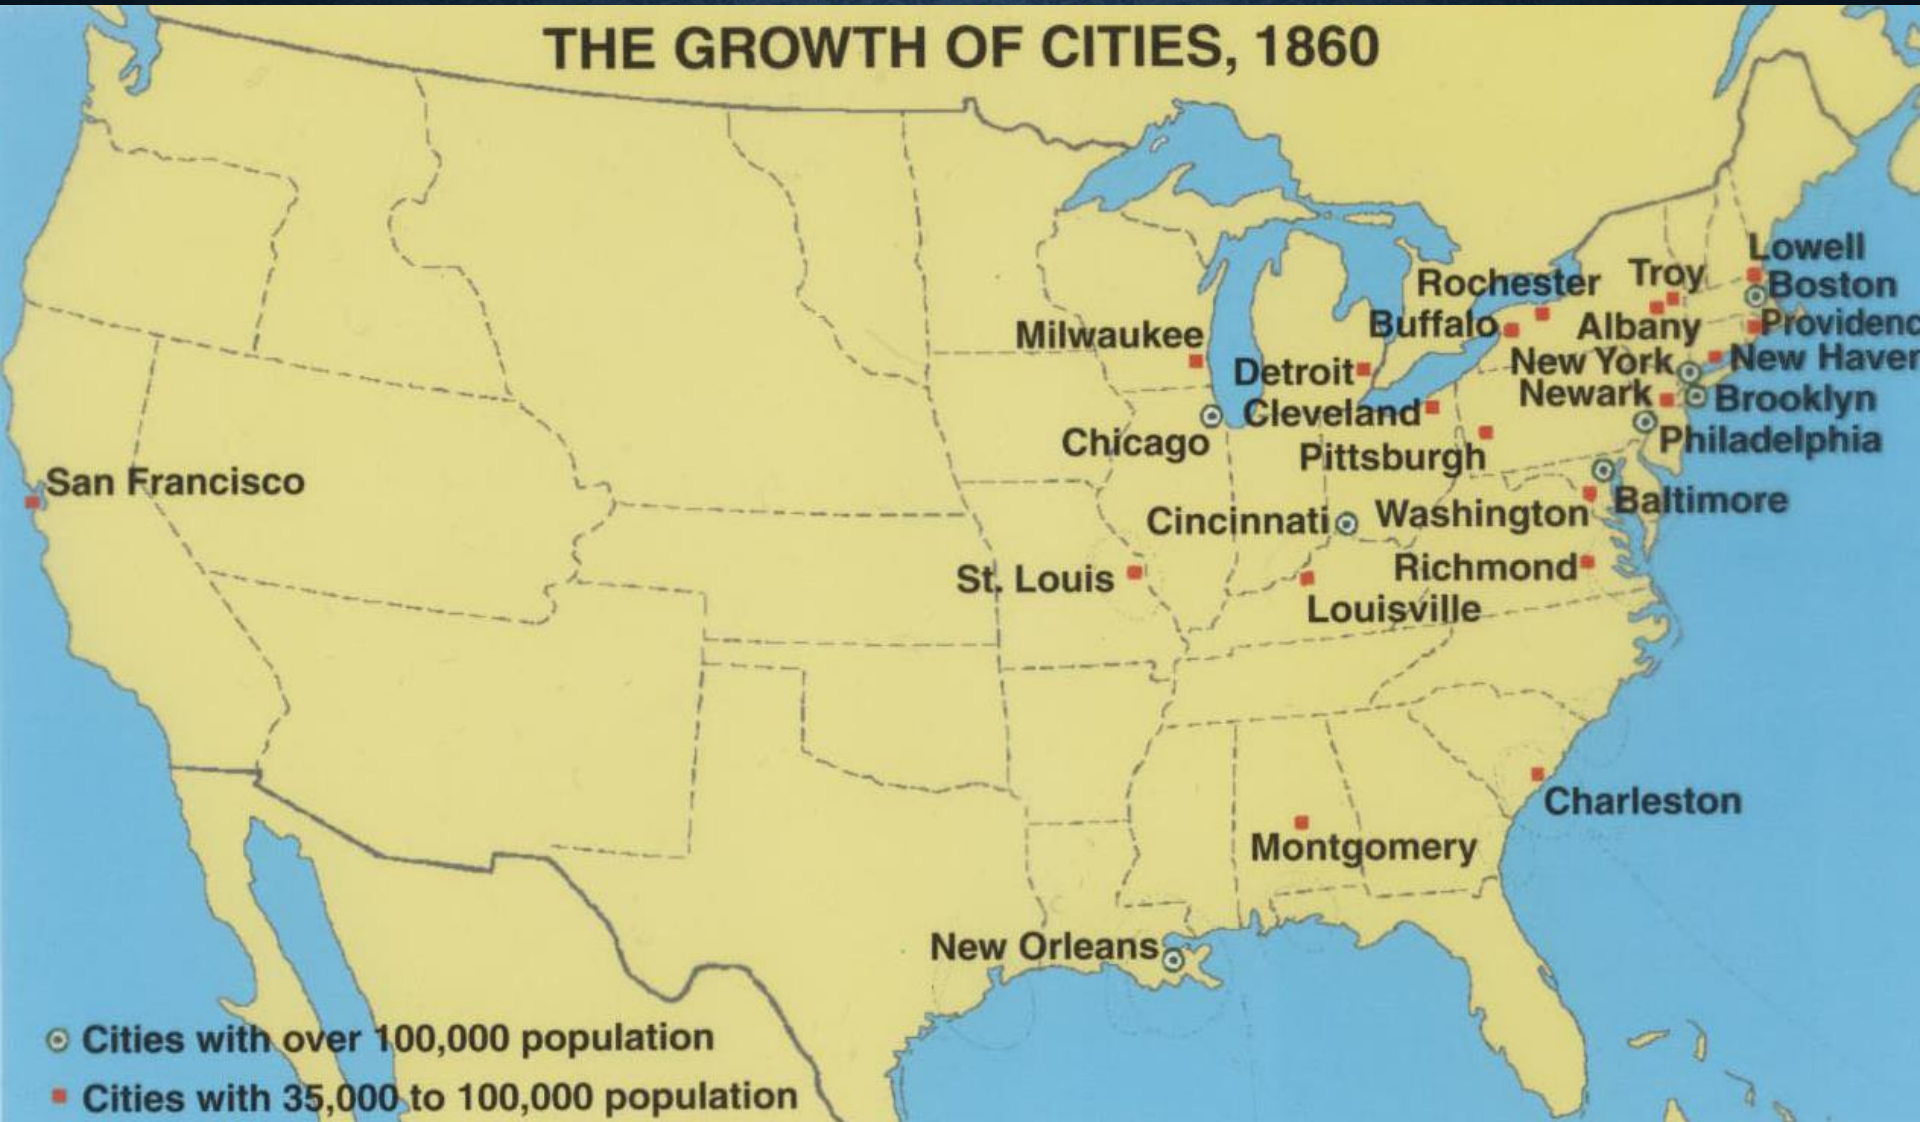 THE GROWTH OF CITIES, 1860
Lowell
Troy
Rochester
Boston
Buffalo
Albany
Providenc
Milwaukee
New York
New Haven
Detroit
Newark
Brooklyn
Cleveland
Chicago
Philadelphia
Pittsburgh
San Francisco
Baltimore
Washington
Cincinnati
Richmond
St. Louis
Louisville
Charleston
Montgomery
New Orleans
Cities with over 100,000 population
Cities with 35,000 to 100,000 population